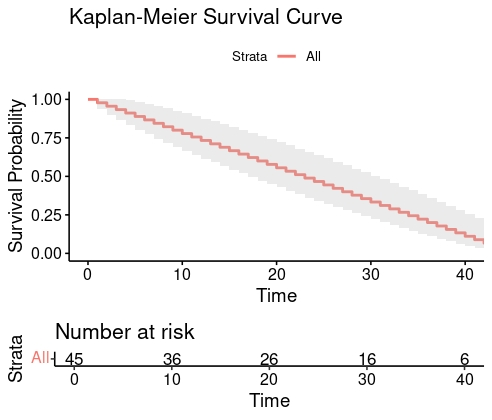 Kaplan-Meier Survival Curve
Strata All
Survival Probability
1.00
0.75
0.50
0.25
0.00
0 10 20 30 40
Time
Number at risk
Strata
All 45 36 26 16 6
0 10 20 30 40
Time